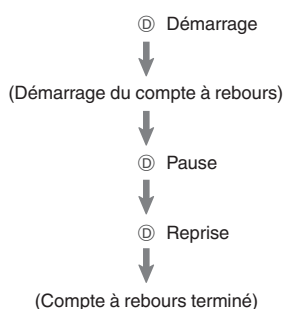 Ⓓ Démarrage
(Démarrage du compte à rebours)
Ⓓ Pause
Ⓓ Reprise
(Compte à rebours terminé)